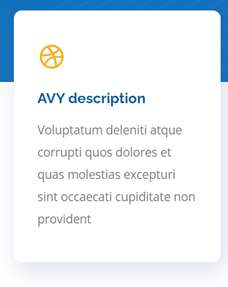 AVY description
Voluptatum deleniti atque
corrupti quos dolores et
quas molestias excepturi
sint occaecati cupiditate non
provident